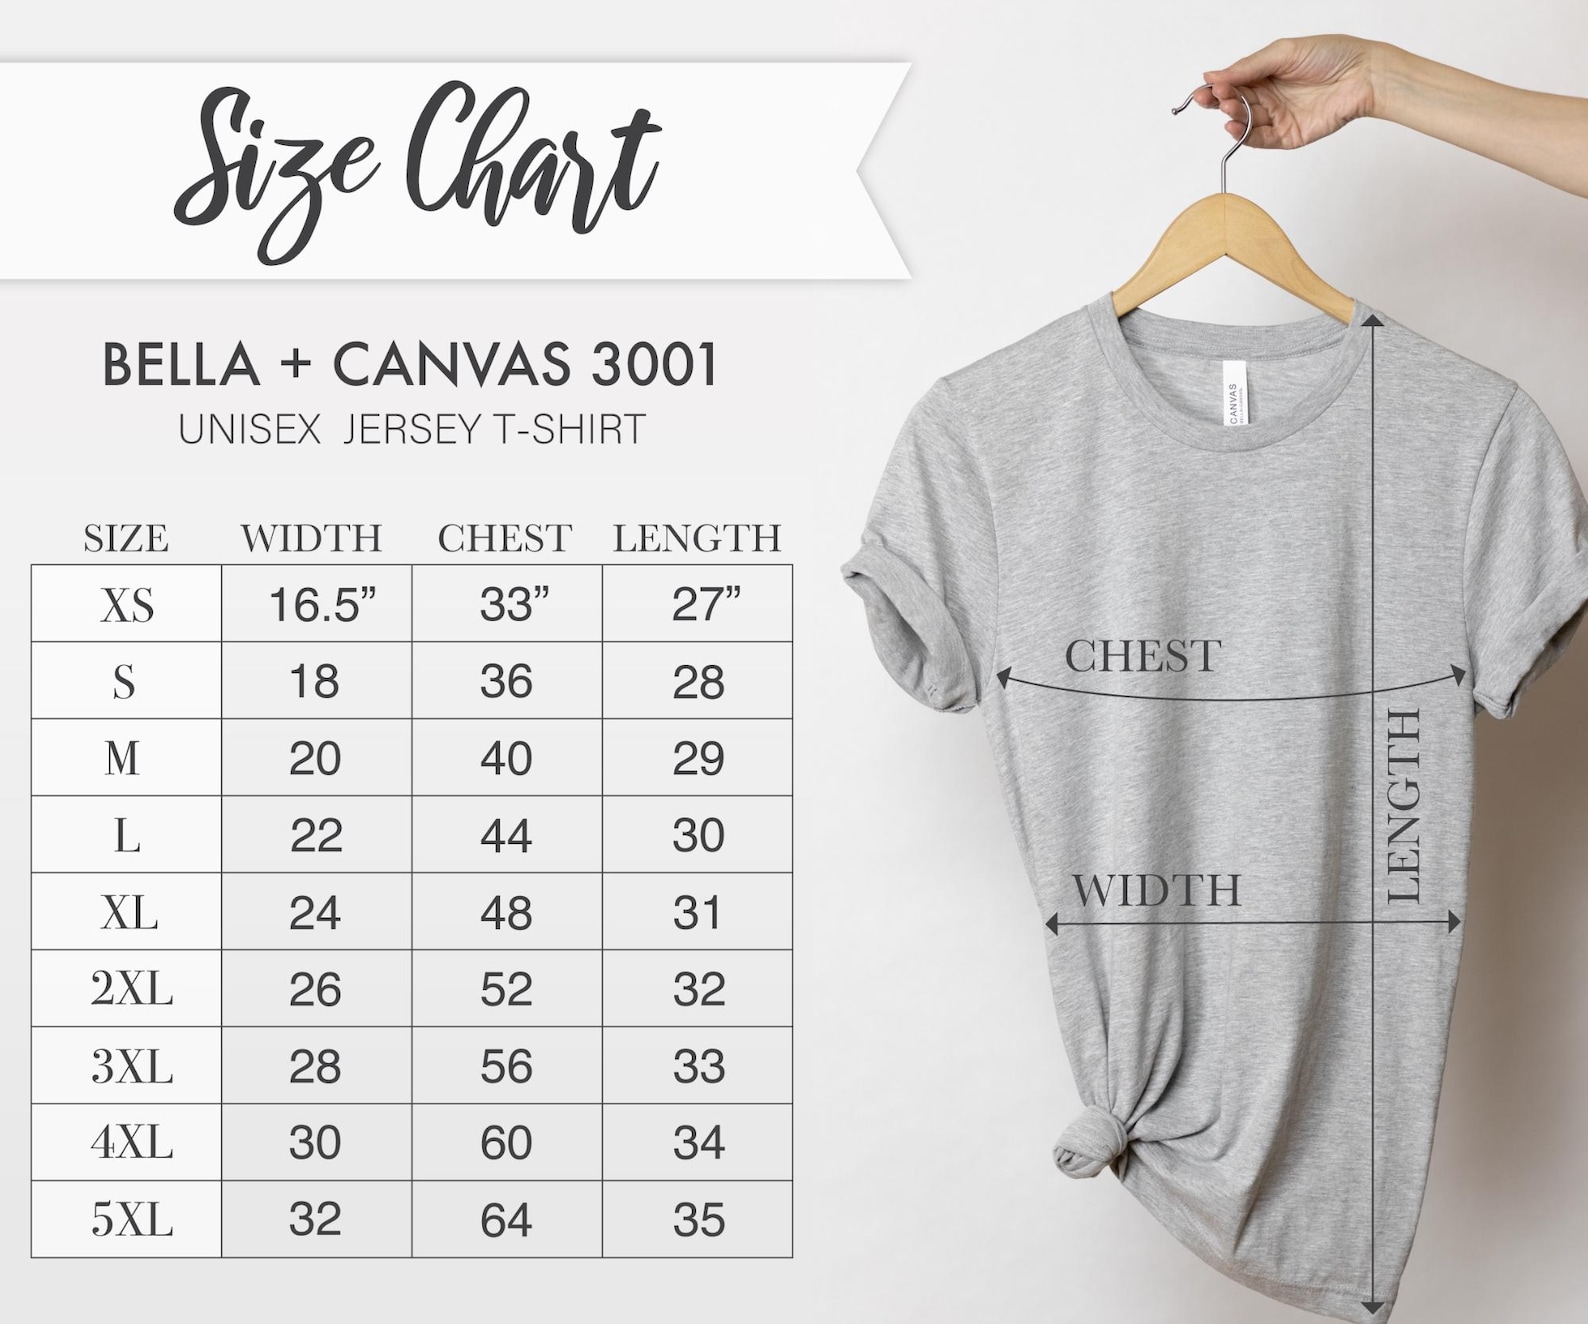 Size Chart
BELLA + CANVAS 3001
UNISEX JERSEY T-SHIRT
SIZE WIDTH CHEST LENGTH
XS 16.5” 33” 27”
S 18 36 28
M 20 40 29
L 22 44 30
XL 24 48 31
2XL 26 52 32
3XL 28 56 33
4XL 30 60 34
5XL 32 64 35
CANVAS
CHEST
LENGTH
WIDTH